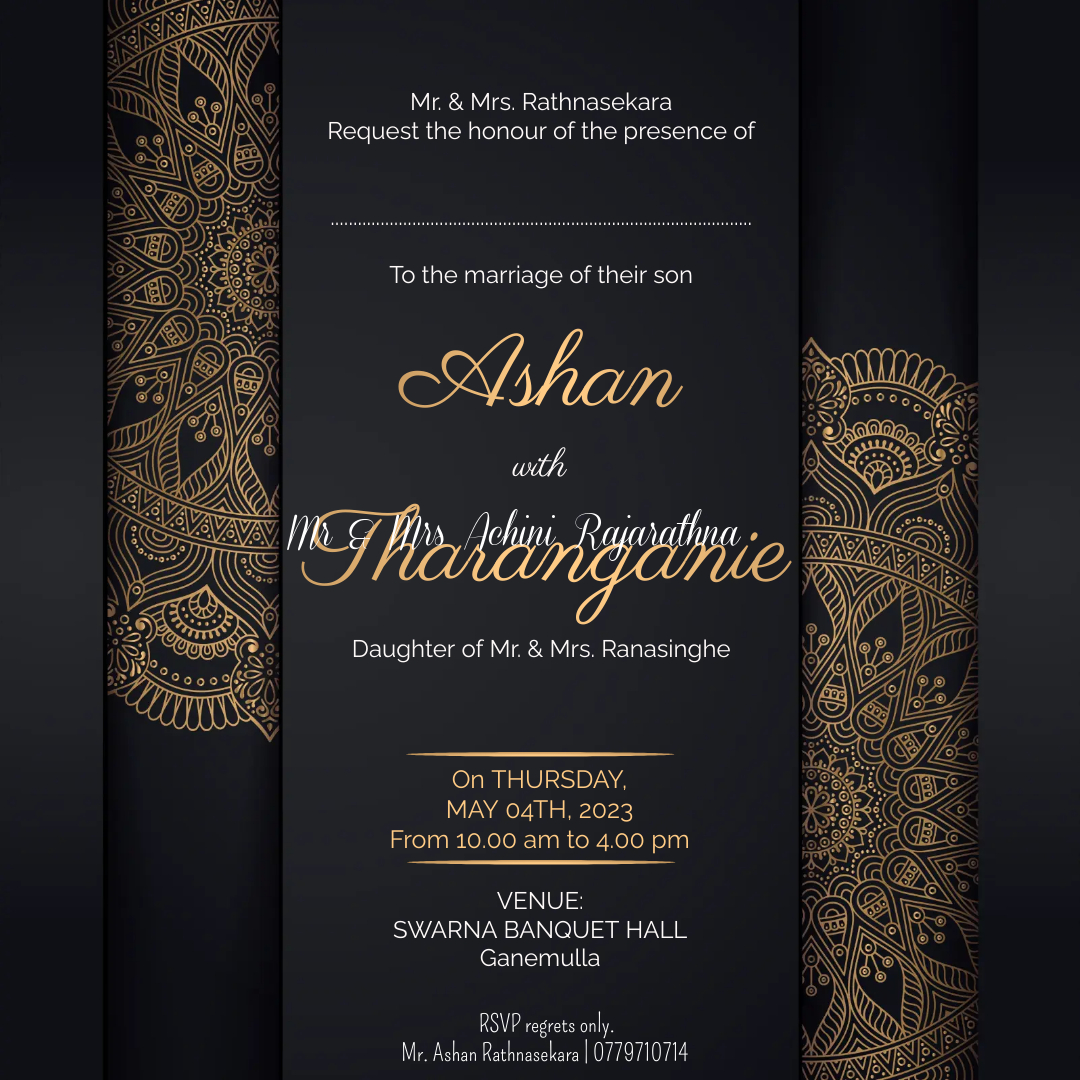 Mr. & Mrs. Rathnasekara
Request the honour of the presence of
To the marriage of their son
Ashan
with
Mr & Mrs Achini Rajarathna
Tharanganie
Daughter of Mr. & Mrs. Ranasinghe
On THURSDAY,
MAY 04TH, 2023
From 10.00 am to 4.00 pm
VENUE:
SWARNA BANQUET HALL
Ganemulla
RSVP regrets only.
Mr. Ashan Rathnasekara | 0779710714